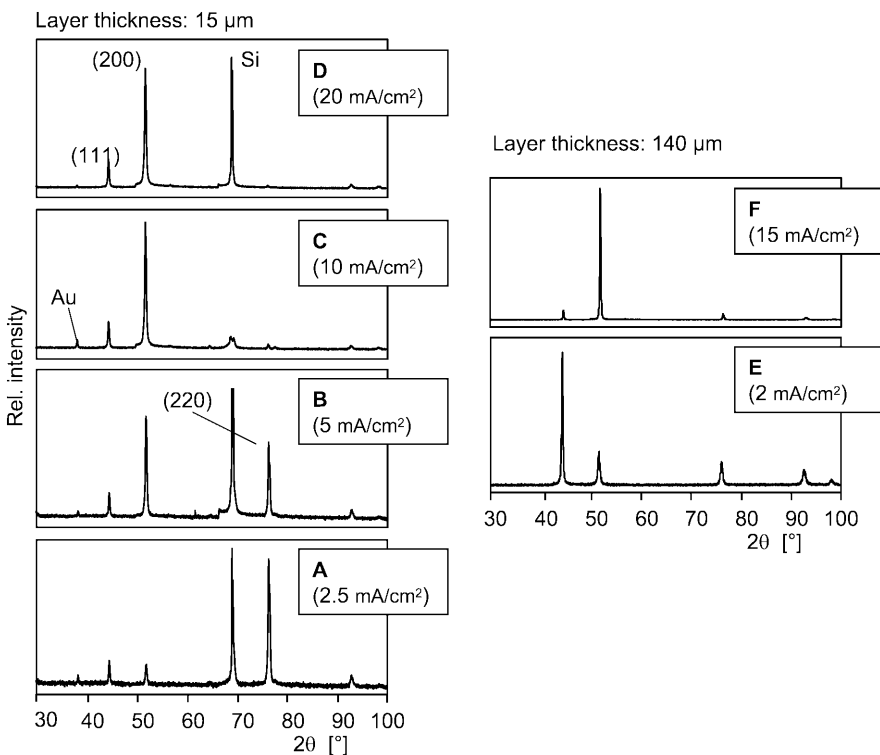 Layer thickness: 15 µm
(200)
Si
D
(20 mA/cm²)
(111)
C
(10 mA/cm²)
Au
B
(5 mA/cm²)
(220)
A
(2.5 mA/cm²)
Rel. intensity
30 40 50 60 70 80 90 100
2θ [°]
Layer thickness: 140 µm
F
(15 mA/cm²)
E
(2 mA/cm²)
30 40 50 60 70 80 90 100
2θ [°]